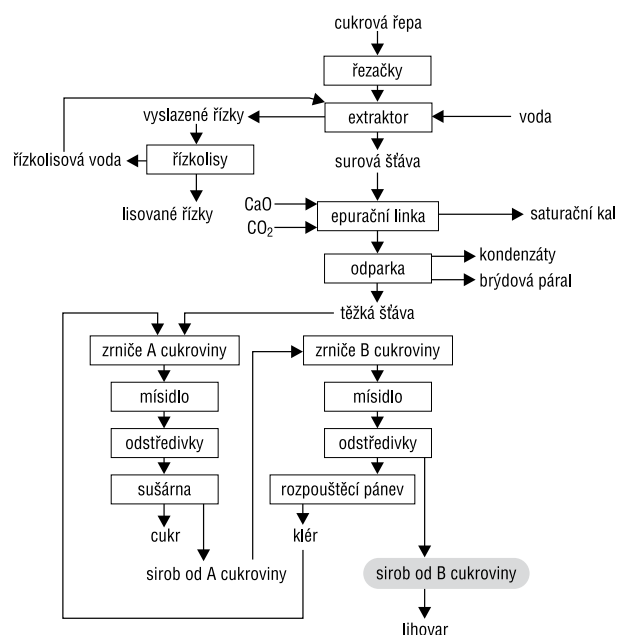 cukrová řepa
řezačky
vyslazené řízky
extraktor
voda
řízkolisová voda
řízkolisy
surová šťáva
lisované řízky
CaO
CO₂
epurační linka
saturační kal
odparka
kondenzáty
brýdová páral
těžká šťáva
zrniče A cukroviny
zrniče B cukroviny
mísidlo
mísidlo
odstředivky
odstředivky
sušárna
rozpouštěcí pánev
cukr
klér
sirob od A cukroviny
sirob od B cukroviny
lihovar